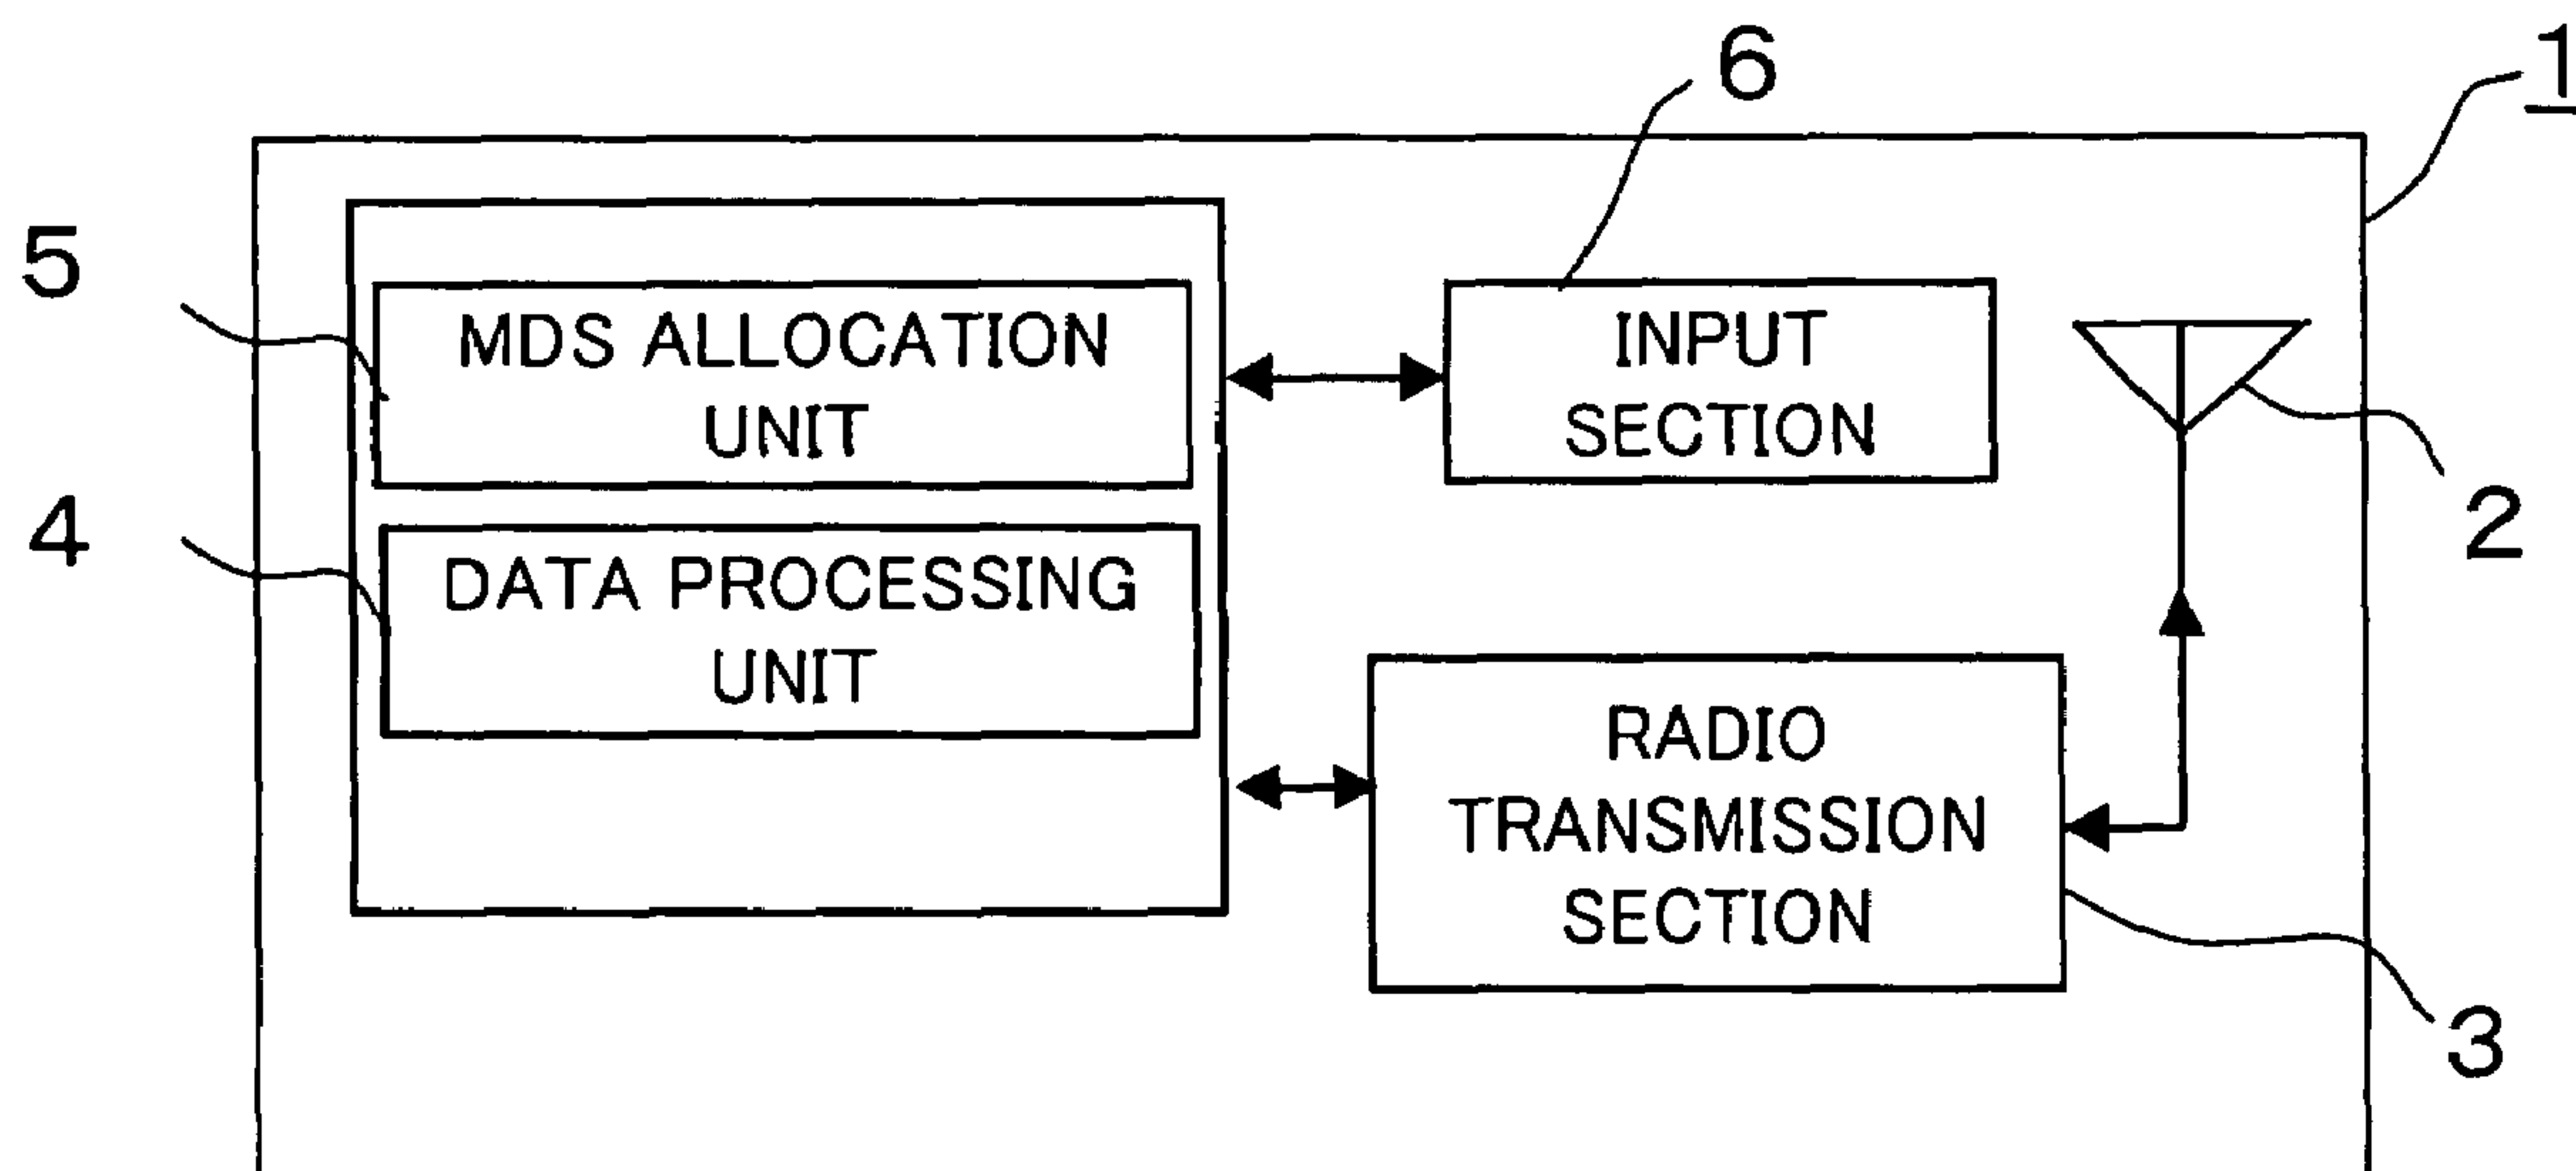 6
1
5
MDS ALLOCATION
UNIT
INPUT
SECTION
2
4
DATA PROCESSING
UNIT
RADIO
TRANSMISSION
SECTION
3